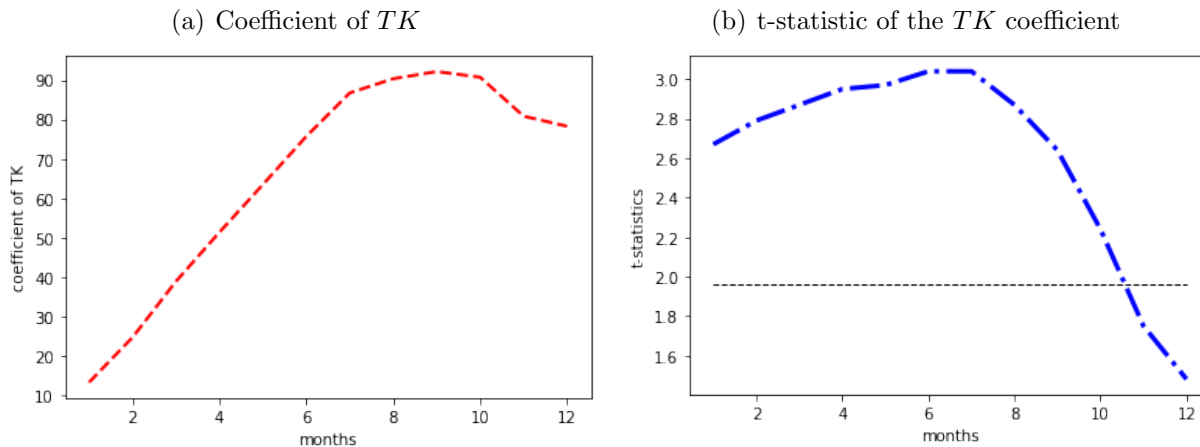 (a) Coefficient of TK
90
80
70
60
50
40
30
20
10
coefficient of TK
2 4 6 8 10 12
months
(b) t-statistic of the TK coefficient
3.0
2.8
2.6
2.4
2.2
2.0
1.8
1.6
t-statistics
2 4 6 8 10 12
months